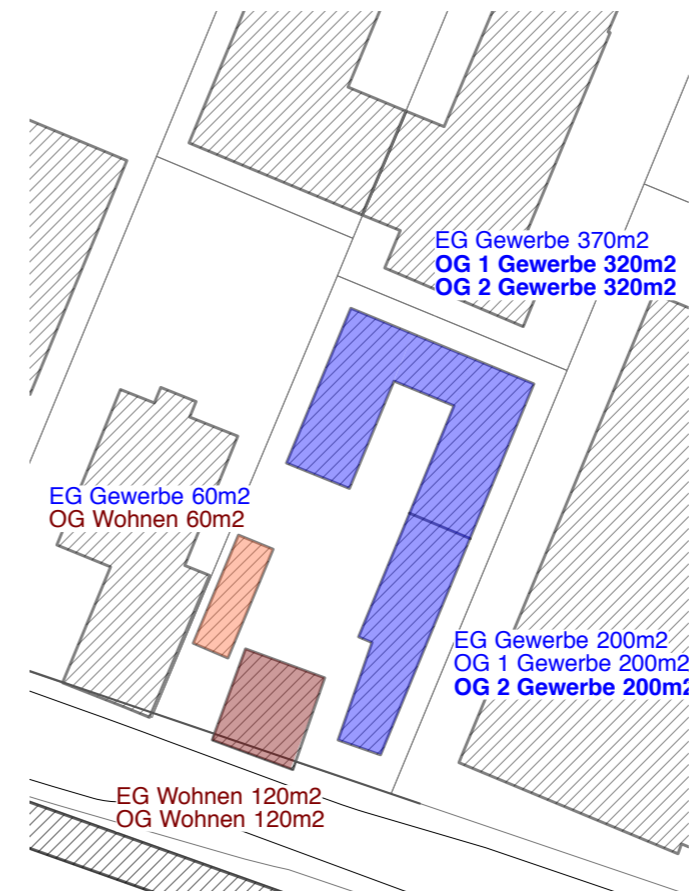 EG Gewerbe 370m2
OG 1 Gewerbe 320m2
OG 2 Gewerbe 320m2
EG Gewerbe 60m2
OG Wohnen 60m2
EG Gewerbe 200m2
OG 1 Gewerbe 200m2
OG 2 Gewerbe 200m2
EG Wohnen 120m2
OG Wohnen 120m2